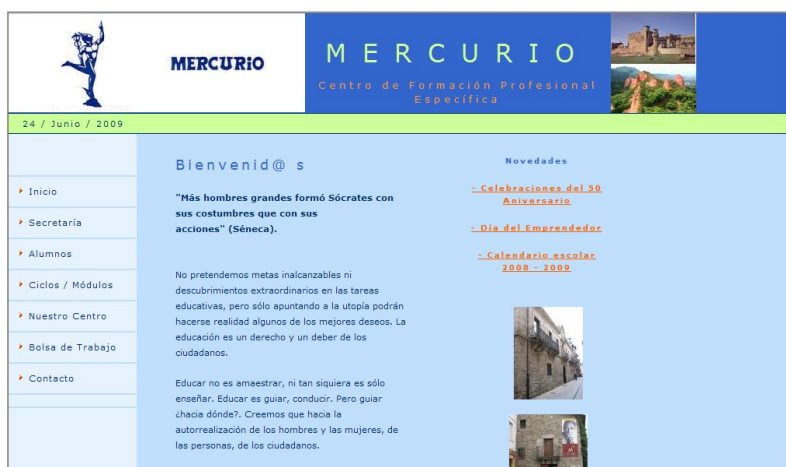 MERCURIO
MERCURIO
Centro de Formación Profesional
Específica
24 / Junio / 2009
Inicio
Secretaría
Alumnos
Ciclos / Módulos
Nuestro Centro
Bolsa de Trabajo
Contacto
Bienvenid@ s
"Más hombres grandes formó Sócrates con
sus costumbres que con sus
acciones" (Séneca).
No pretendemos metas inalcanzables ni
descubrimientos extraordinarios en las tareas
educativas, pero sólo apuntando a la utopía podrán
hacerse realidad algunos de los mejores deseos. La
educación es un derecho y un deber de los
ciudadanos.
Educar no es amaestrar, ni tan siquiera es sólo
enseñar. Educar es guiar, conducir. Pero guiar
¿hacia dónde?. Creemos que hacia la
autorrealización de los hombres y las mujeres, de
las personas, de los ciudadanos.
Novedades
- Celebraciones del 50
Aniversario
- Día del Emprendedor
- Calendario escolar
2008 - 2009